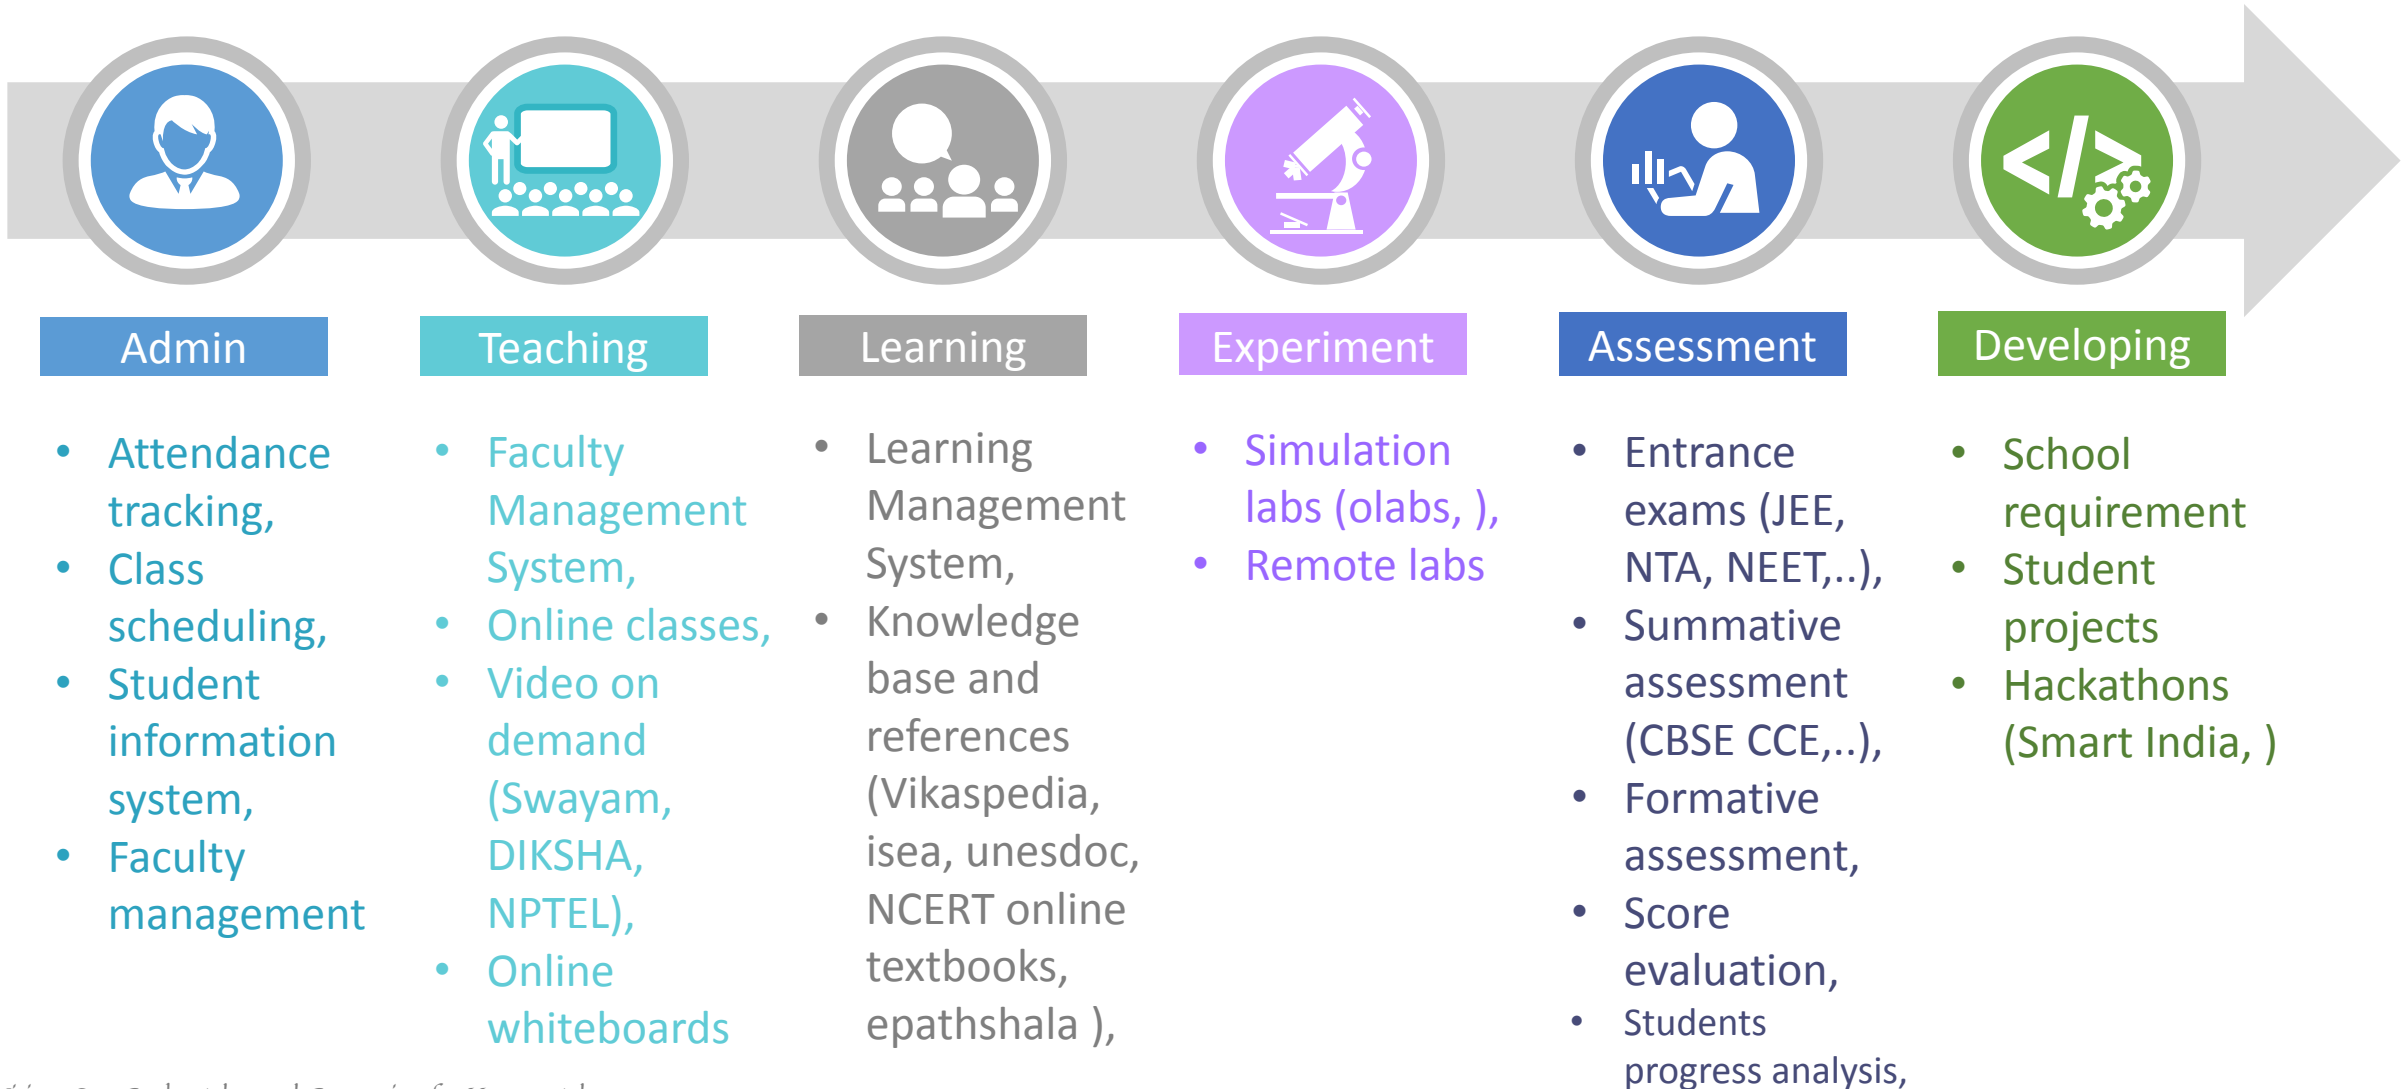 Admin
Teaching
Learning
Experiment
Assessment
Developing
• Attendance
tracking,
• Class
scheduling,
• Student
information
system,
• Faculty
management
• Faculty
Management
System,
• Online classes,
• Video on
demand
(Swayam,
DIKSHA,
NPTEL),
• Online
whiteboards
• Learning
Management
System,
• Knowledge
base and
references
(Vikaspedia,
isea, unesdoc,
NCERT online
textbooks,
epathshala ),
• Simulation
labs (olabs, ),
• Remote labs
• Entrance
exams (JEE,
NTA, NEET,..),
• Summative
assessment
(CBSE CCE,..),
• Formative
assessment,
• Score
evaluation,
• Students
progress analysis,
• School
requirement
• Student
projects
• Hackathons
(Smart India, )